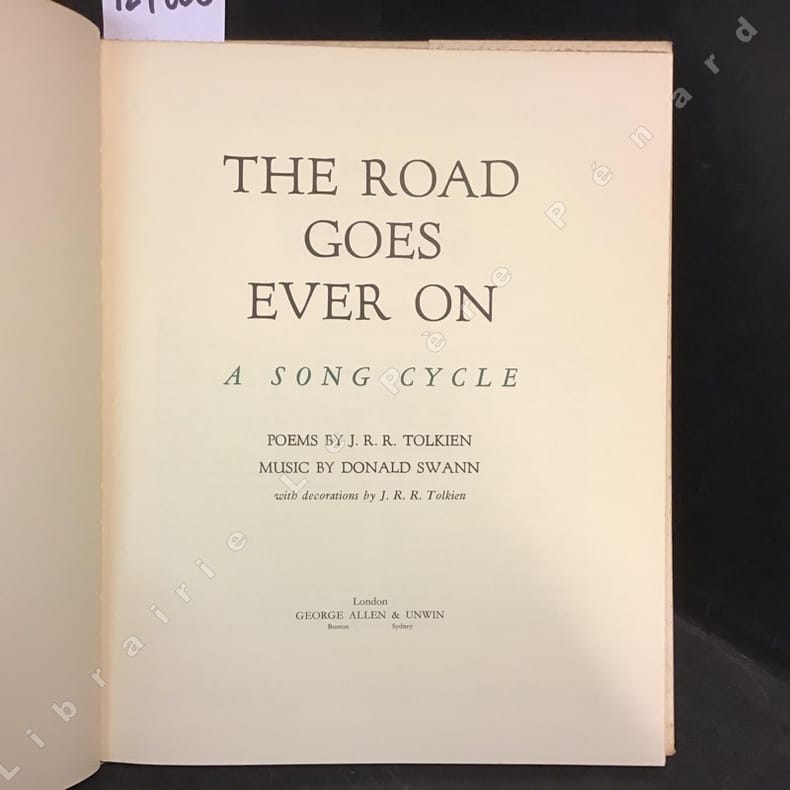 THE ROAD
GOES
EVER ON
A SONG CYCLE
POEMS BY J. R. R. TOLKIEN
MUSIC BY DONALD SWANN
with decorations by J. R. R. Tolkien
London
GEORGE ALLEN & UNWIN
Boston Sydney
Librairie Le Père Pénard